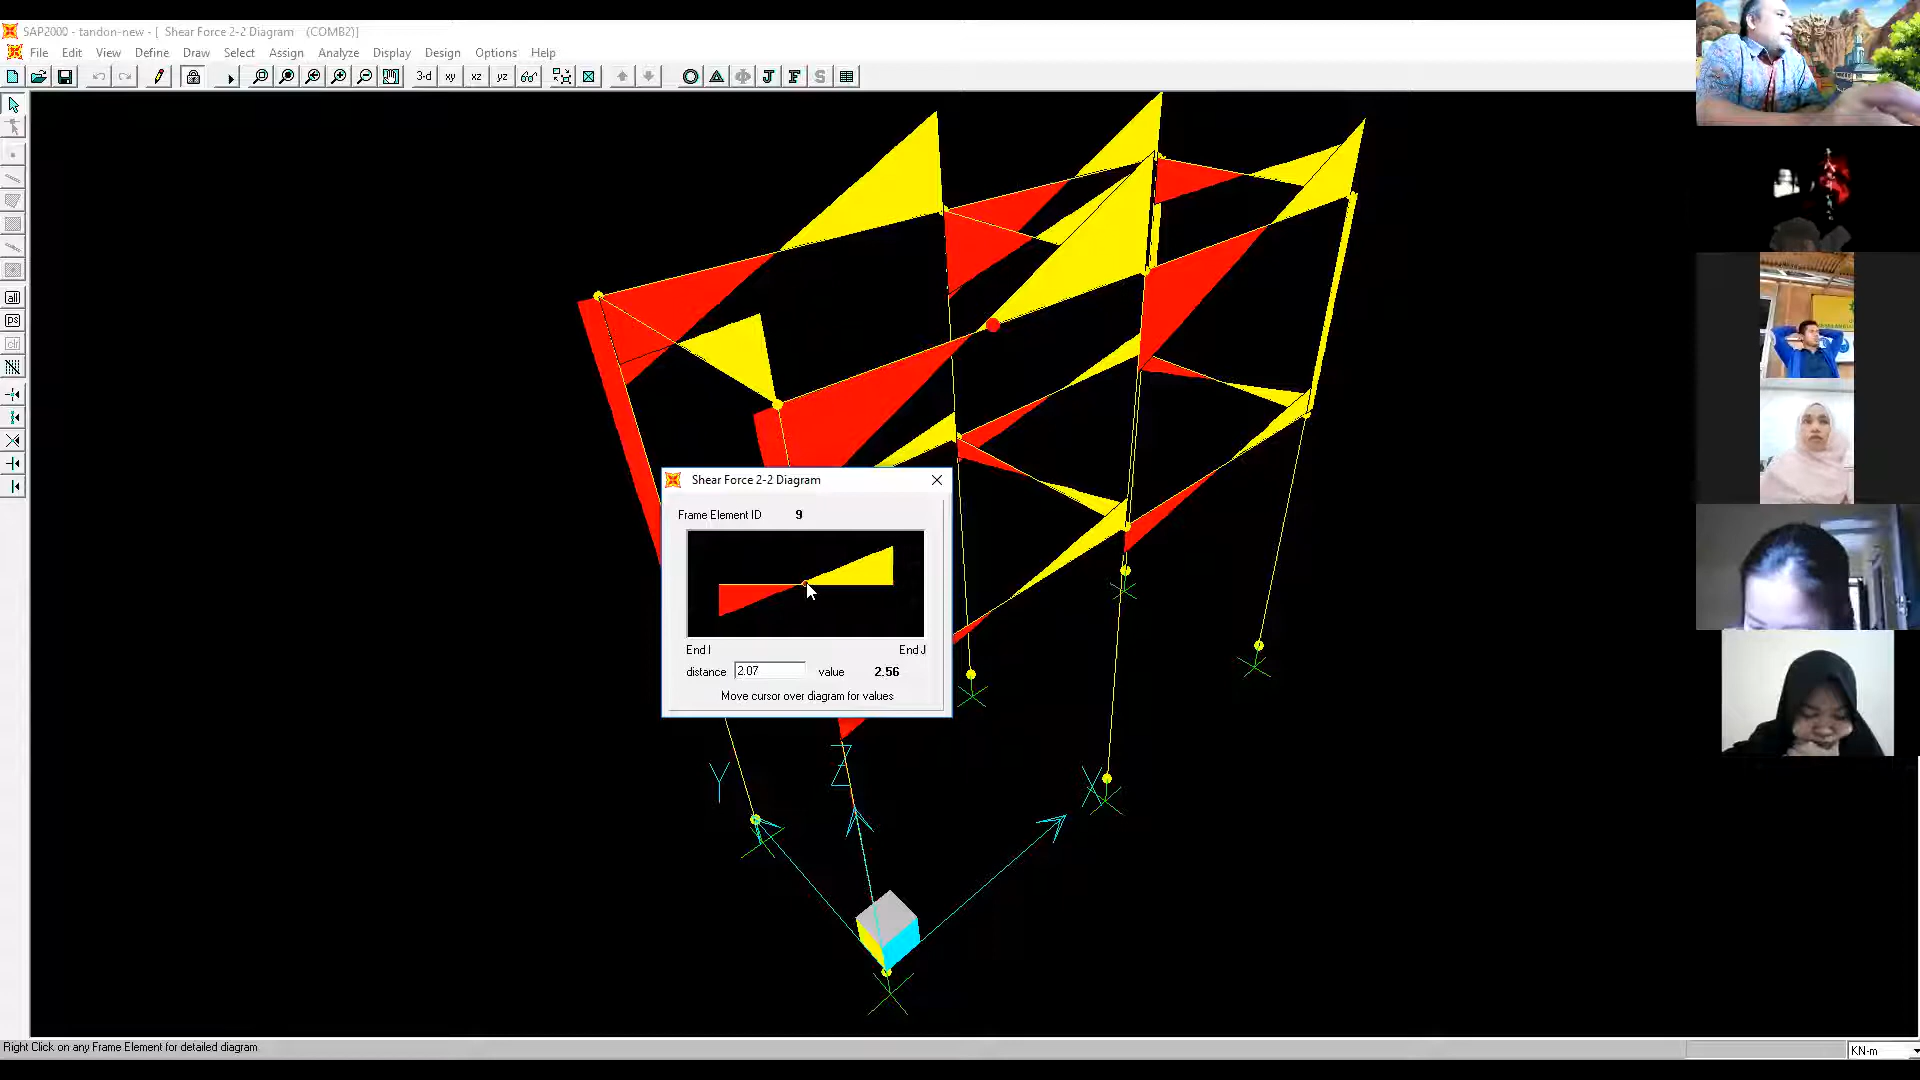 SAP2000 - tandon-new - [  Shear Force 2-2 Diagram   (COMB2)]
File Edit View Define Draw Select Assign Analyze Display Design Options Help
3-d xy xz yz J F S
all
ps
clr
Shear Force 2-2 Diagram
Frame Element ID 9
End I End J
distance 2.07 value 2.56
Move cursor over diagram for values
Y Z X
Right Click on any Frame Element for detailed diagram
KN-m